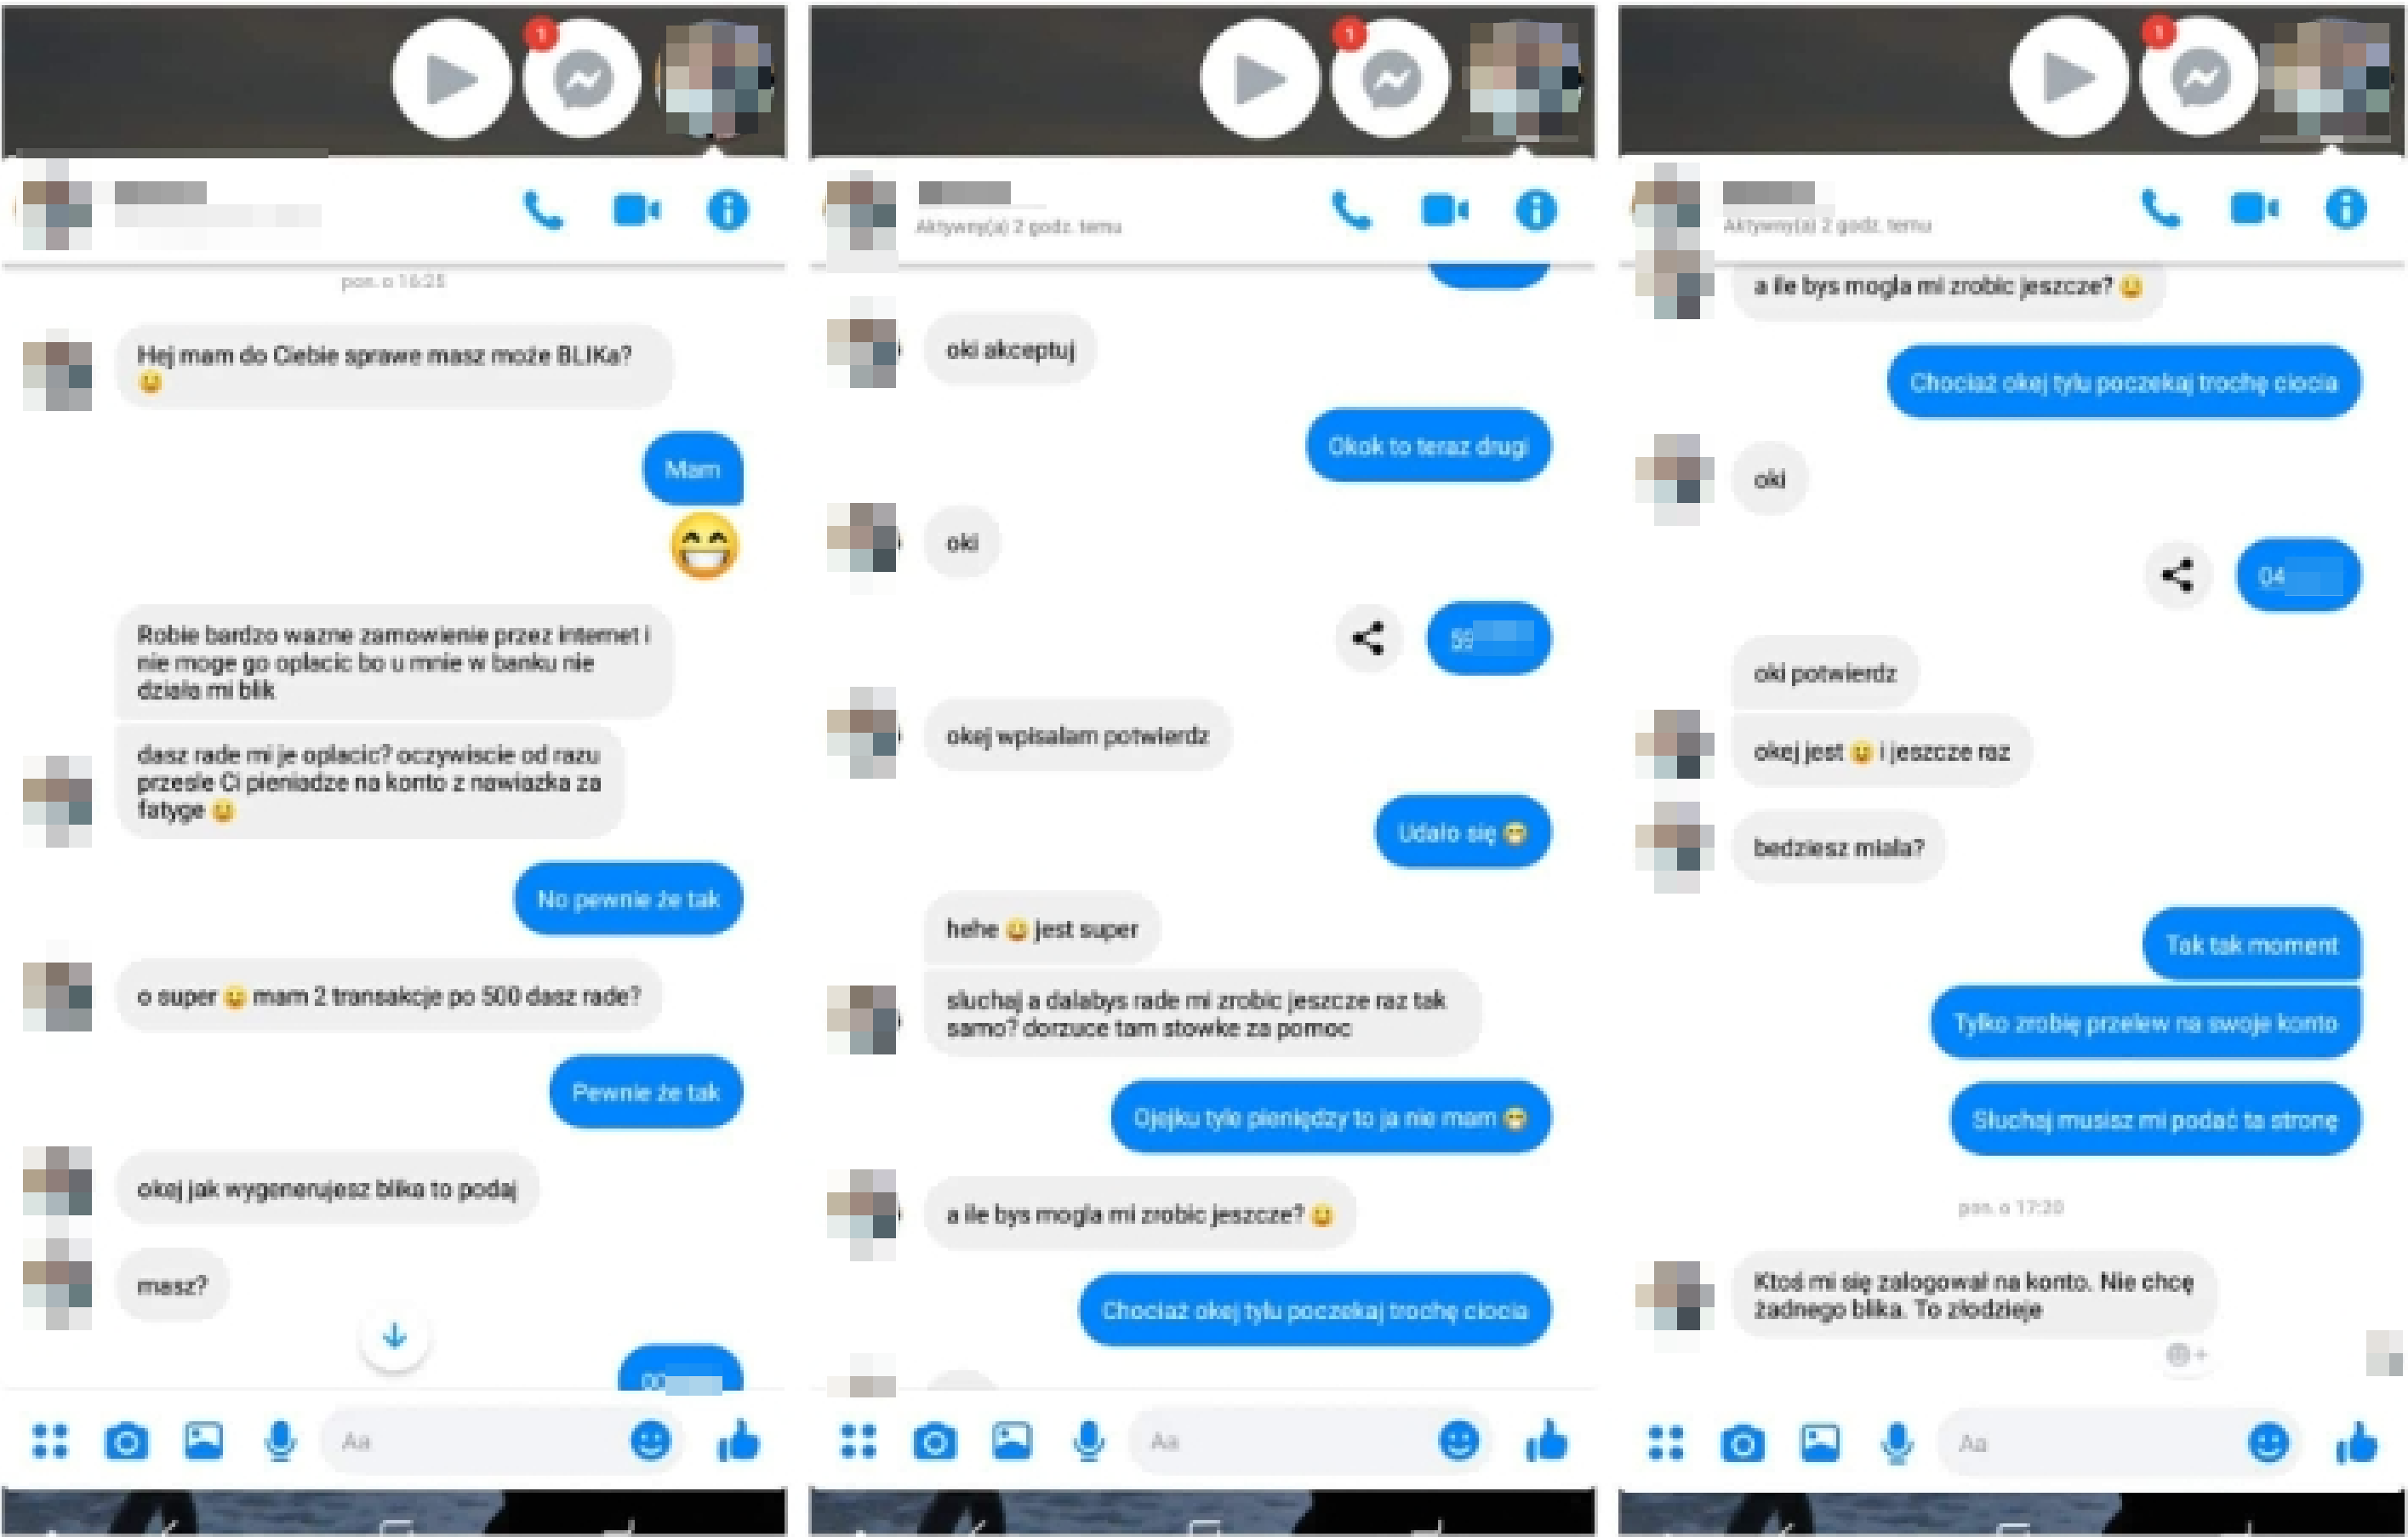 1
pon. o 16:25
Hej mam do Ciebie sprawe masz może BLIKa?
Mam
Robie bardzo wazne zamowienie przez internet i
nie moge go oplacic bo u mnie w banku nie
działa mi blik
dasz rade mi je oplacic? oczywiscie od razu
przesle Ci pieniadze na konto z nawiazka za
fatyge 🙂
No pewnie że tak
o super 🙂 mam 2 transakcje po 500 dasz rade?
Pewnie że tak
okej jak wygenerujesz blika to podaj
masz?
Aa
1
Aktywny(a) 2 godz. temu
oki akceptuj
Okok to teraz drugi
oki
59
okej wpisalam potwierdz
Udało się 😁
hehe 🙂 jest super
sluchaj a dalabys rade mi zrobic jeszcze raz tak
samo? dorzuce tam stowke za pomoc
Ojejku tyle pieniędzy to ja nie mam 😁
a ile bys mogla mi zrobic jeszcze? 🙂
Chociaż okej tylu poczekaj trochę ciocia
Aa
1
Aktywny(a) 2 godz. temu
a ile bys mogla mi zrobic jeszcze? 🙂
Chociaż okej tylu poczekaj trochę ciocia
oki
04
oki potwierdz
okej jest 🙂 i jeszcze raz
bedziesz miala?
Tak tak moment
Tylko zrobię przelew na swoje konto
Słuchaj musisz mi podać ta stronę
pon. o 17:20
Ktoś mi się zalogował na konto. Nie chcę
żadnego blika. To złodzieje
Aa